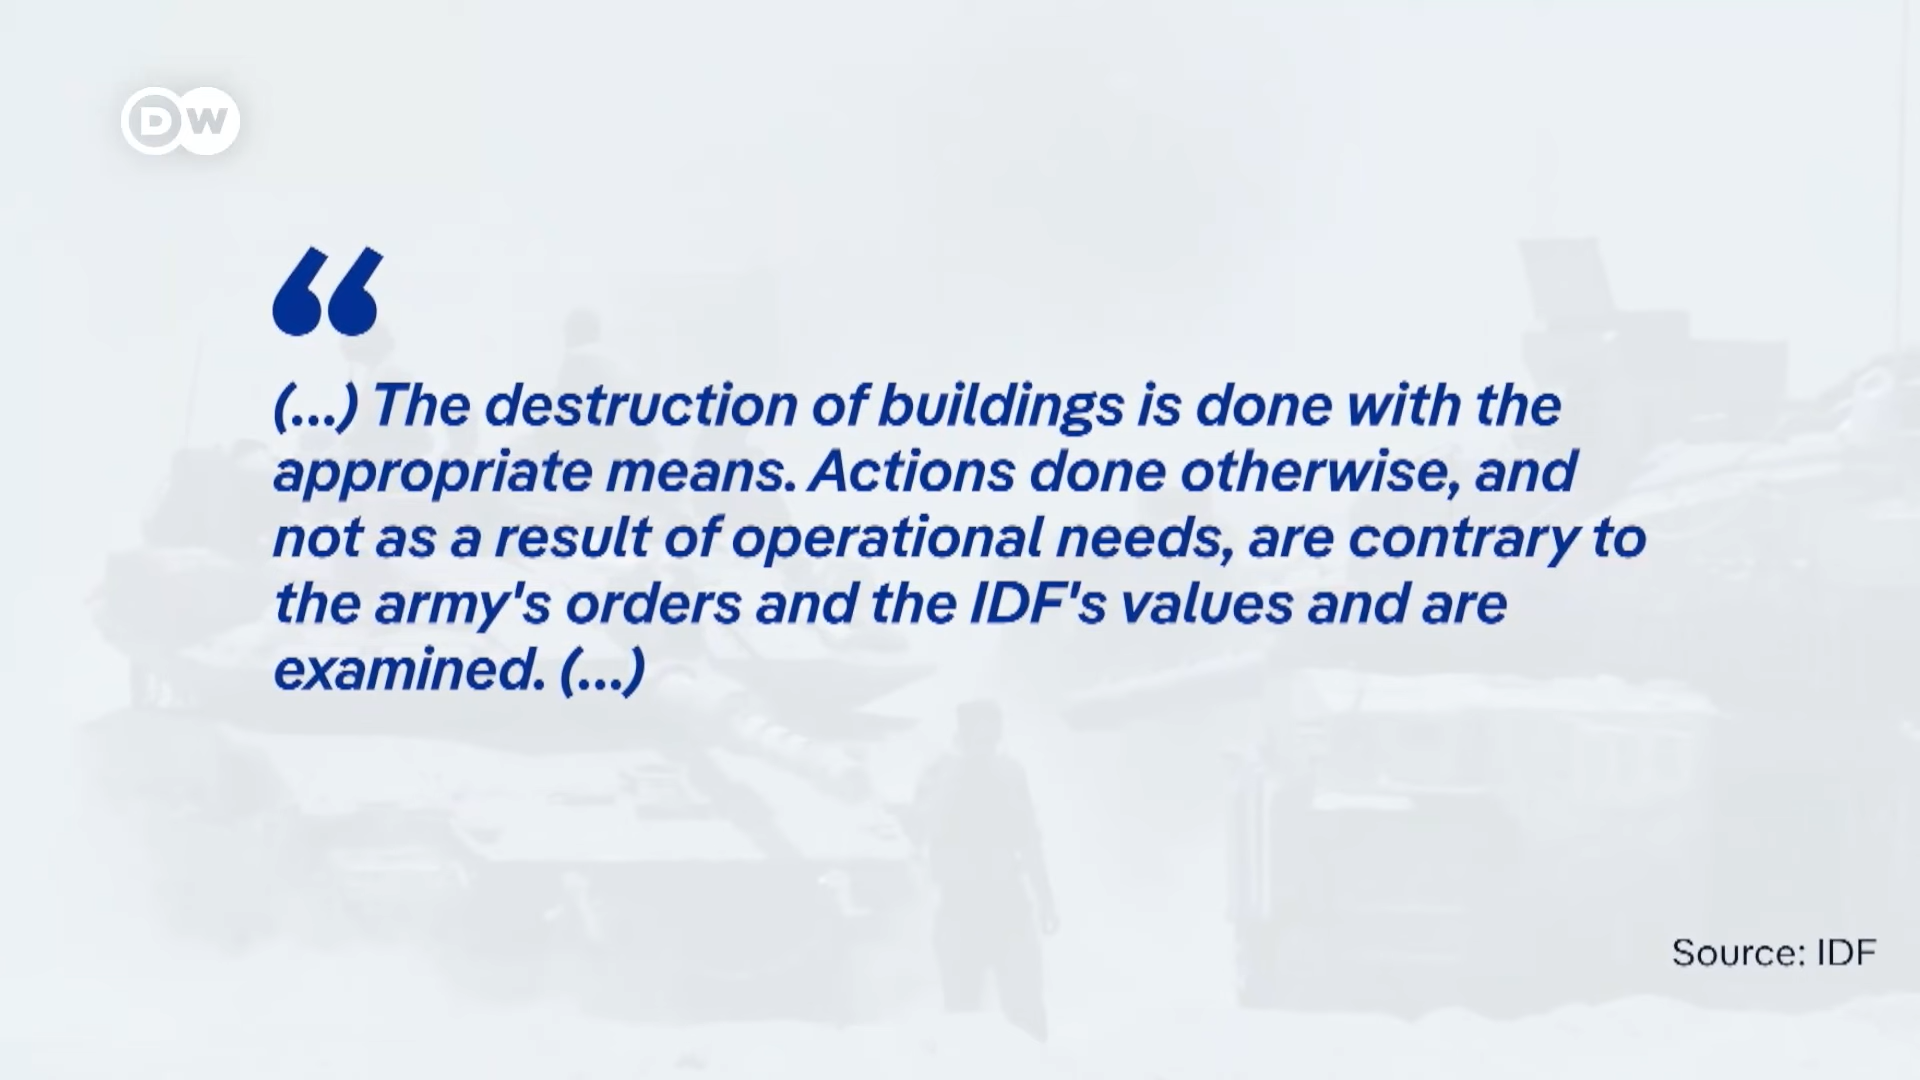 DW
“
(...) The destruction of buildings is done with the
appropriate means. Actions done otherwise, and
not as a result of operational needs, are contrary to
the army's orders and the IDF's values and are
examined. (...)
Source: IDF